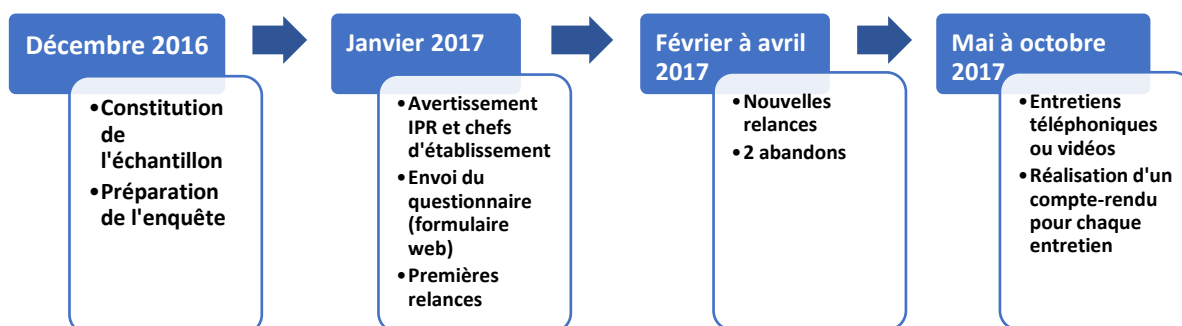 Décembre 2016
•Constitution
de
l'échantillon
•Préparation
de l'enquête
Janvier 2017
•Avertissement
IPR et chefs
d'établissement
•Envoi du
questionnaire
(formulaire
web)
•Premières
relances
Février à avril
2017
•Nouvelles
relances
•2 abandons
Mai à octobre
2017
•Entretiens
téléphoniques
ou vidéos
•Réalisation d'un
compte-rendu
pour chaque
entretien